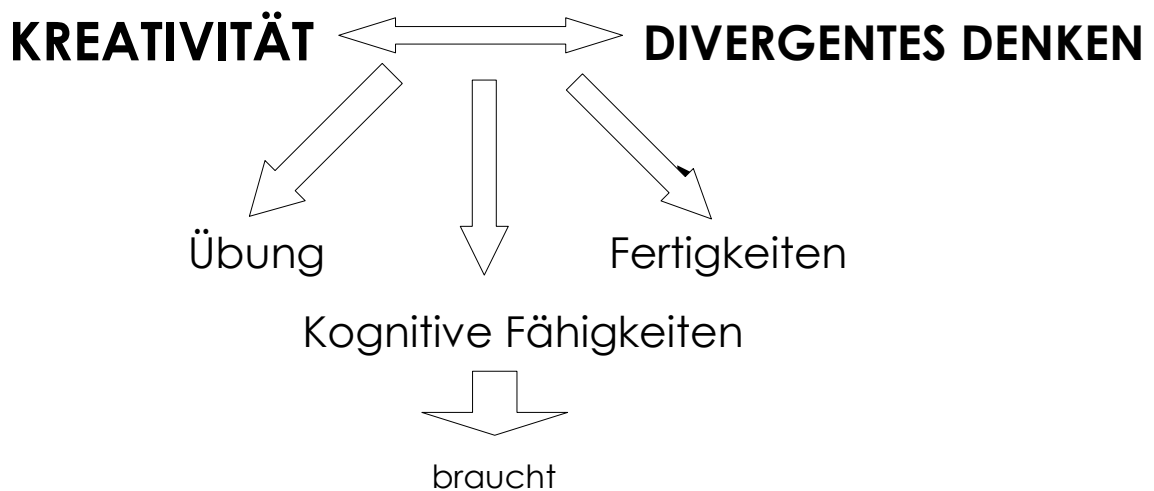 KREATIVITÄT DIVERGENTES DENKEN
Übung Fertigkeiten
Kognitive Fähigkeiten
braucht